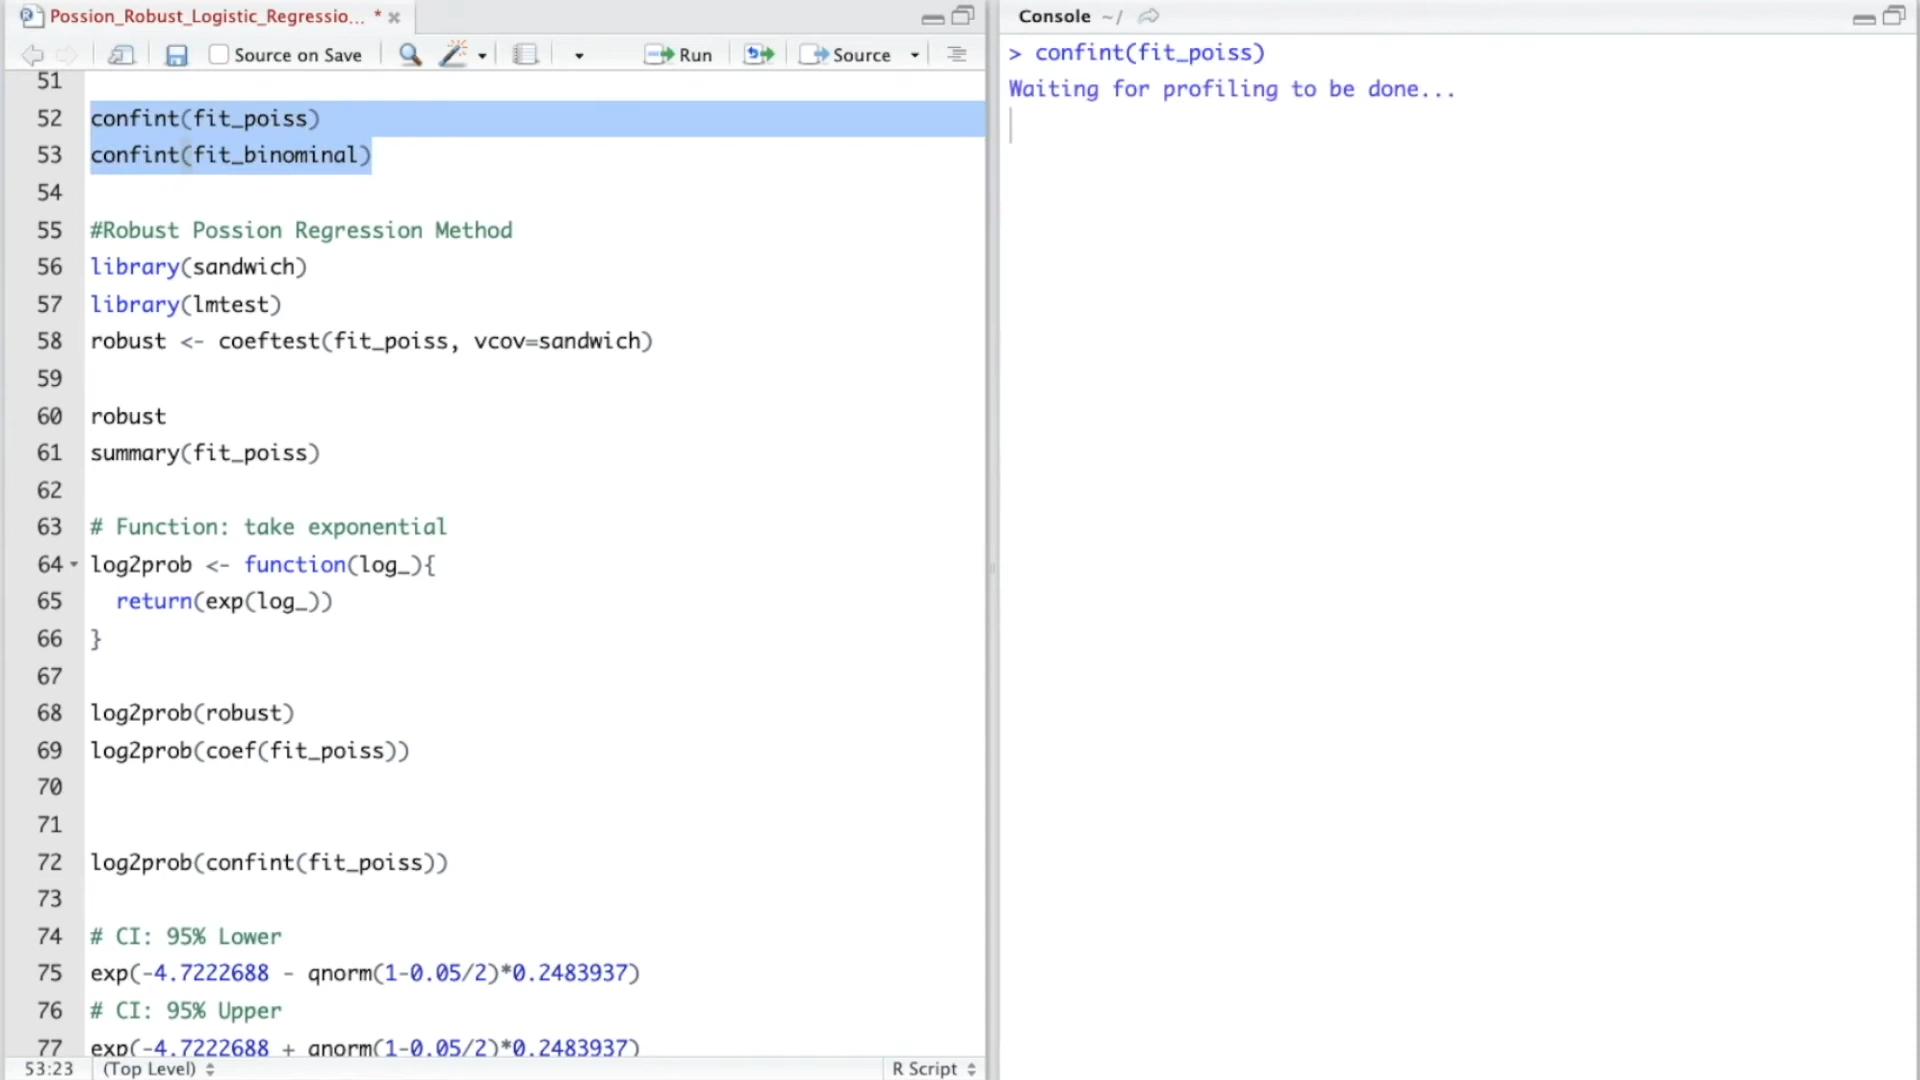 Possion_Robust_Logistic_Regressio... *
Source on Save
Run
Source
51
52 confint(fit_poiss)
53 confint(fit_binominal)
54
55 #Robust Possion Regression Method
56 library(sandwich)
57 library(lmtest)
58 robust <- coeftest(fit_poiss, vcov=sandwich)
59
60 robust
61 summary(fit_poiss)
62
63 # Function: take exponential
64 log2prob <- function(log_){
65 return(exp(log_))
66 }
67
68 log2prob(robust)
69 log2prob(coef(fit_poiss))
70
71
72 log2prob(confint(fit_poiss))
73
74 # CI: 95% Lower
75 exp(-4.7222688 - qnorm(1-0.05/2)*0.2483937)
76 # CI: 95% Upper
77 exp(-4.7222688 + qnorm(1-0.05/2)*0.2483937)
53:23 (Top Level) R Script
Console ~/
> confint(fit_poiss)
Waiting for profiling to be done...